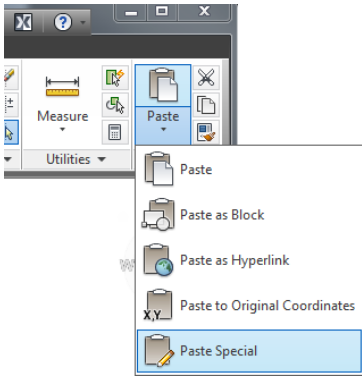 Measure
Paste
Utilities
Paste
Paste as Block
Paste as Hyperlink
X,Y...
Paste to Original Coordinates
Paste Special